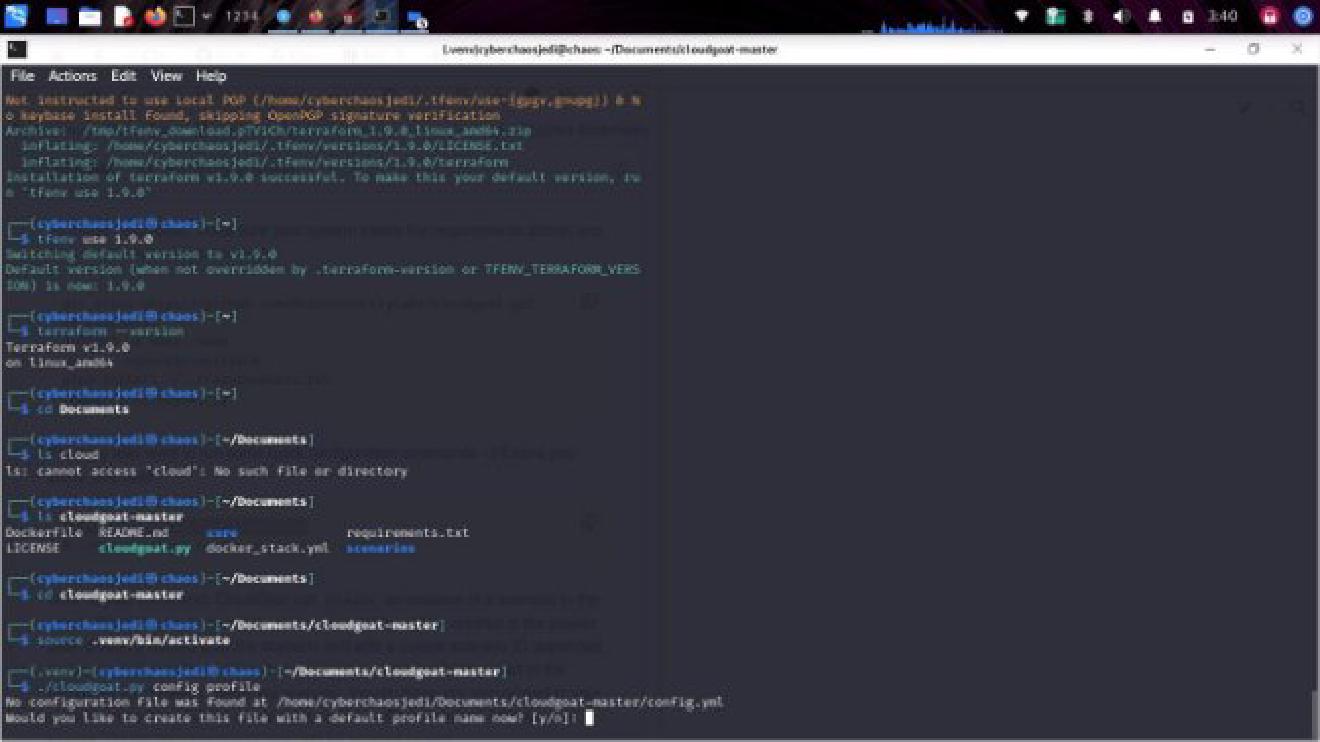 1 2 3 4
3:40
(.venv)cyberchaosjedi@chaos: ~/Documents/cloudgoat-master
File Actions Edit View Help
Not instructed to use Local PGP (/home/cyberchaosjedi/.tfenv/use-{gpgv,gnupg}) & N
o keybase install found, skipping OpenPGP signature verification
Archive: /tmp/tfenv_download.pTViCh/terraform_1.9.0_linux_amd64.zip
inflating: /home/cyberchaosjedi/.tfenv/versions/1.9.0/LICENSE.txt
inflating: /home/cyberchaosjedi/.tfenv/versions/1.9.0/terraform
Installation of terraform v1.9.0 successful. To make this your default version, ru
n 'tfenv use 1.9.0'
┌──(cyberchaosjedi㉿chaos)-[~]
└─$ tfenv use 1.9.0
Switching default version to v1.9.0
Default version (when not overridden by .terraform-version or TFENV_TERRAFORM_VERS
ION) is now: 1.9.0
┌──(cyberchaosjedi㉿chaos)-[~]
└─$ terraform --version
Terraform v1.9.0
on linux_amd64
┌──(cyberchaosjedi㉿chaos)-[~]
└─$ cd Documents
┌──(cyberchaosjedi㉿chaos)-[~/Documents]
└─$ ls cloud
ls: cannot access 'cloud': No such file or directory
┌──(cyberchaosjedi㉿chaos)-[~/Documents]
└─$ ls cloudgoat-master
Dockerfile README.md core requirements.txt
LICENSE cloudgoat.py docker_stack.yml scenarios
┌──(cyberchaosjedi㉿chaos)-[~/Documents]
└─$ cd cloudgoat-master
┌──(cyberchaosjedi㉿chaos)-[~/Documents/cloudgoat-master]
└─$ source .venv/bin/activate
┌──(.venv)─(cyberchaosjedi㉿chaos)-[~/Documents/cloudgoat-master]
└─$ ./cloudgoat.py config profile
No configuration file was found at /home/cyberchaosjedi/Documents/cloudgoat-master/config.yml
Would you like to create this file with a default profile name now? [y/n]: